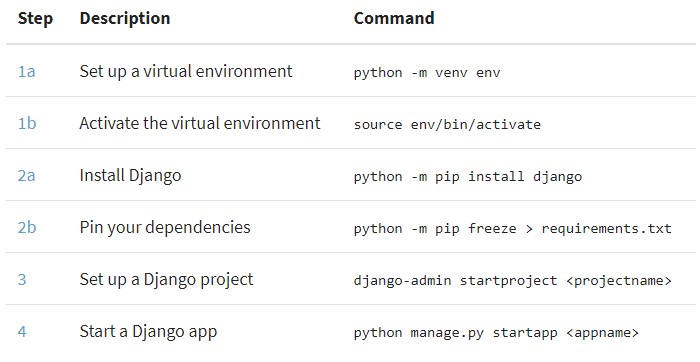 Step Description Command
1a Set up a virtual environment python -m venv env
1b Activate the virtual environment source env/bin/activate
2a Install Django python -m pip install django
2b Pin your dependencies python -m pip freeze > requirements.txt
3 Set up a Django project django-admin startproject <projectname>
4 Start a Django app python manage.py startapp <appname>